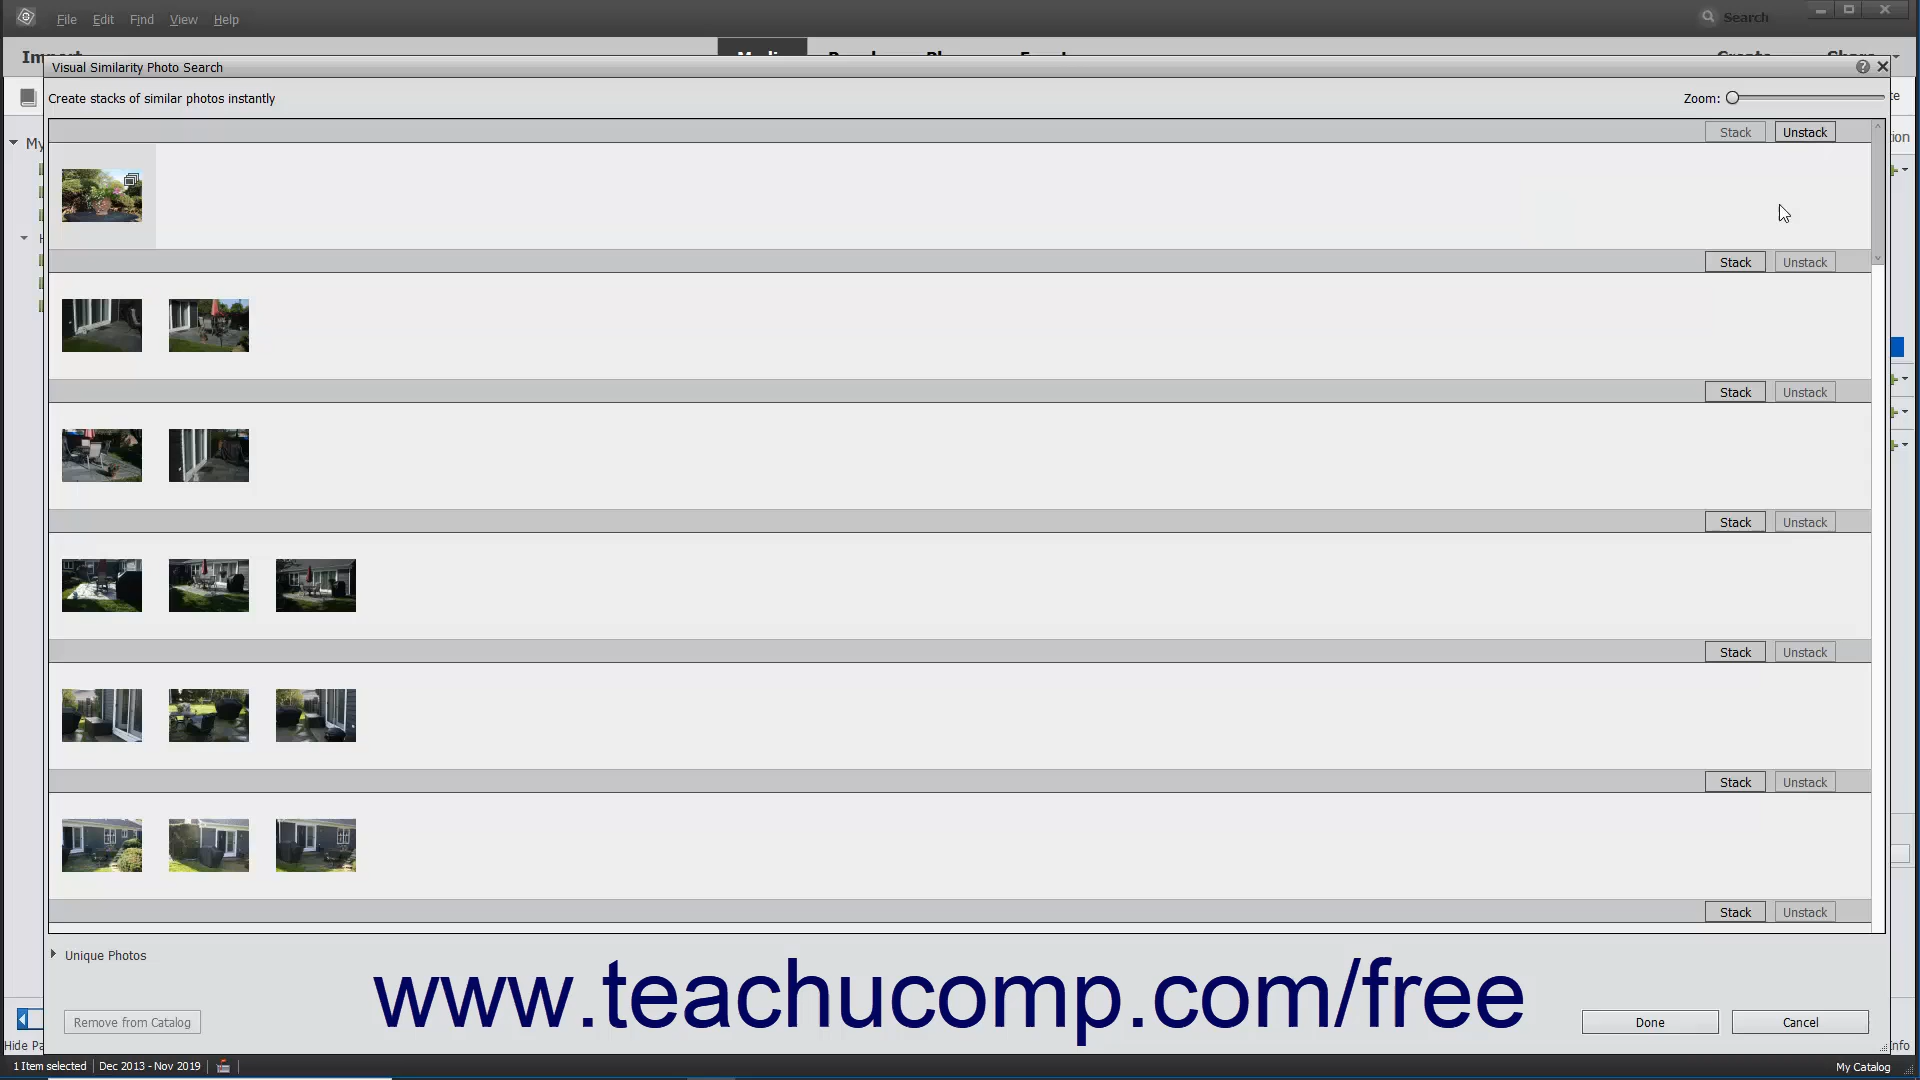 File Edit Find View Help
Search
Visual Similarity Photo Search
Create stacks of similar photos instantly
Zoom:
Stack Unstack
Stack Unstack
Stack Unstack
Stack Unstack
Stack Unstack
Stack Unstack
Stack Unstack
Unique Photos
www.teachucomp.com/free
Remove from Catalog
Done
Cancel
1 Item selected
Dec 2013 - Nov 2019
My Catalog